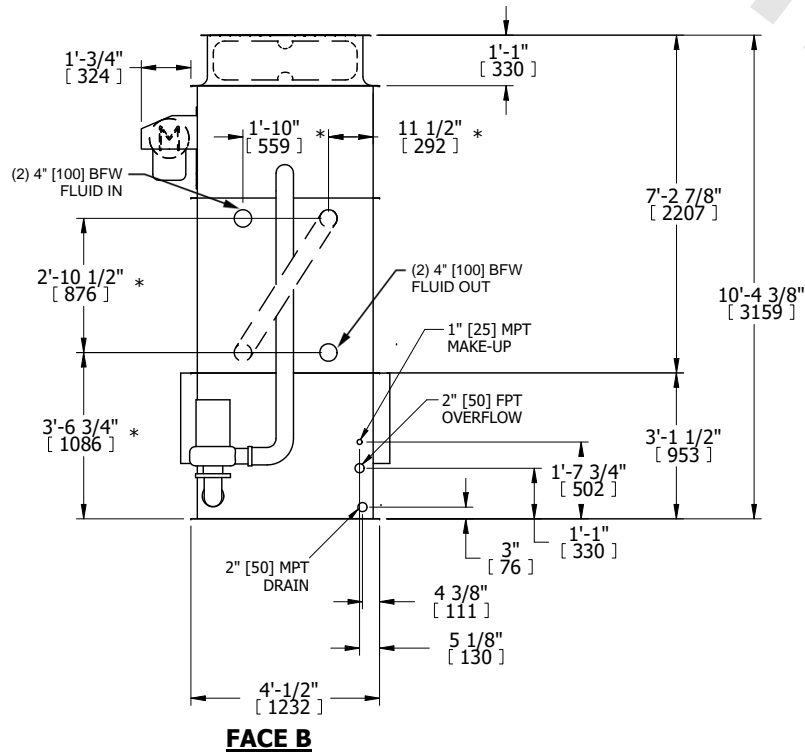 1'-1"
[ 330 ]
1'-3/4"
[ 324 ]
M
1'-10" *
[ 559 ]
11 1/2" *
[ 292 ]
(2) 4" [100] BFW
FLUID IN
7'-2 7/8"
[ 2207 ]
2'-10 1/2" *
[ 876 ]
(2) 4" [100] BFW
FLUID OUT
10'-4 3/8"
[ 3159 ]
1" [25] MPT
MAKE-UP
2" [50] FPT
OVERFLOW
3'-6 3/4" *
[ 1086 ]
3'-1 1/2"
[ 953 ]
1'-7 3/4"
[ 502 ]
1'-1"
[ 330 ]
3"
[ 76 ]
2" [50] MPT
DRAIN
4 3/8"
[ 111 ]
5 1/8"
[ 130 ]
4'-1/2"
[ 1232 ]
FACE B